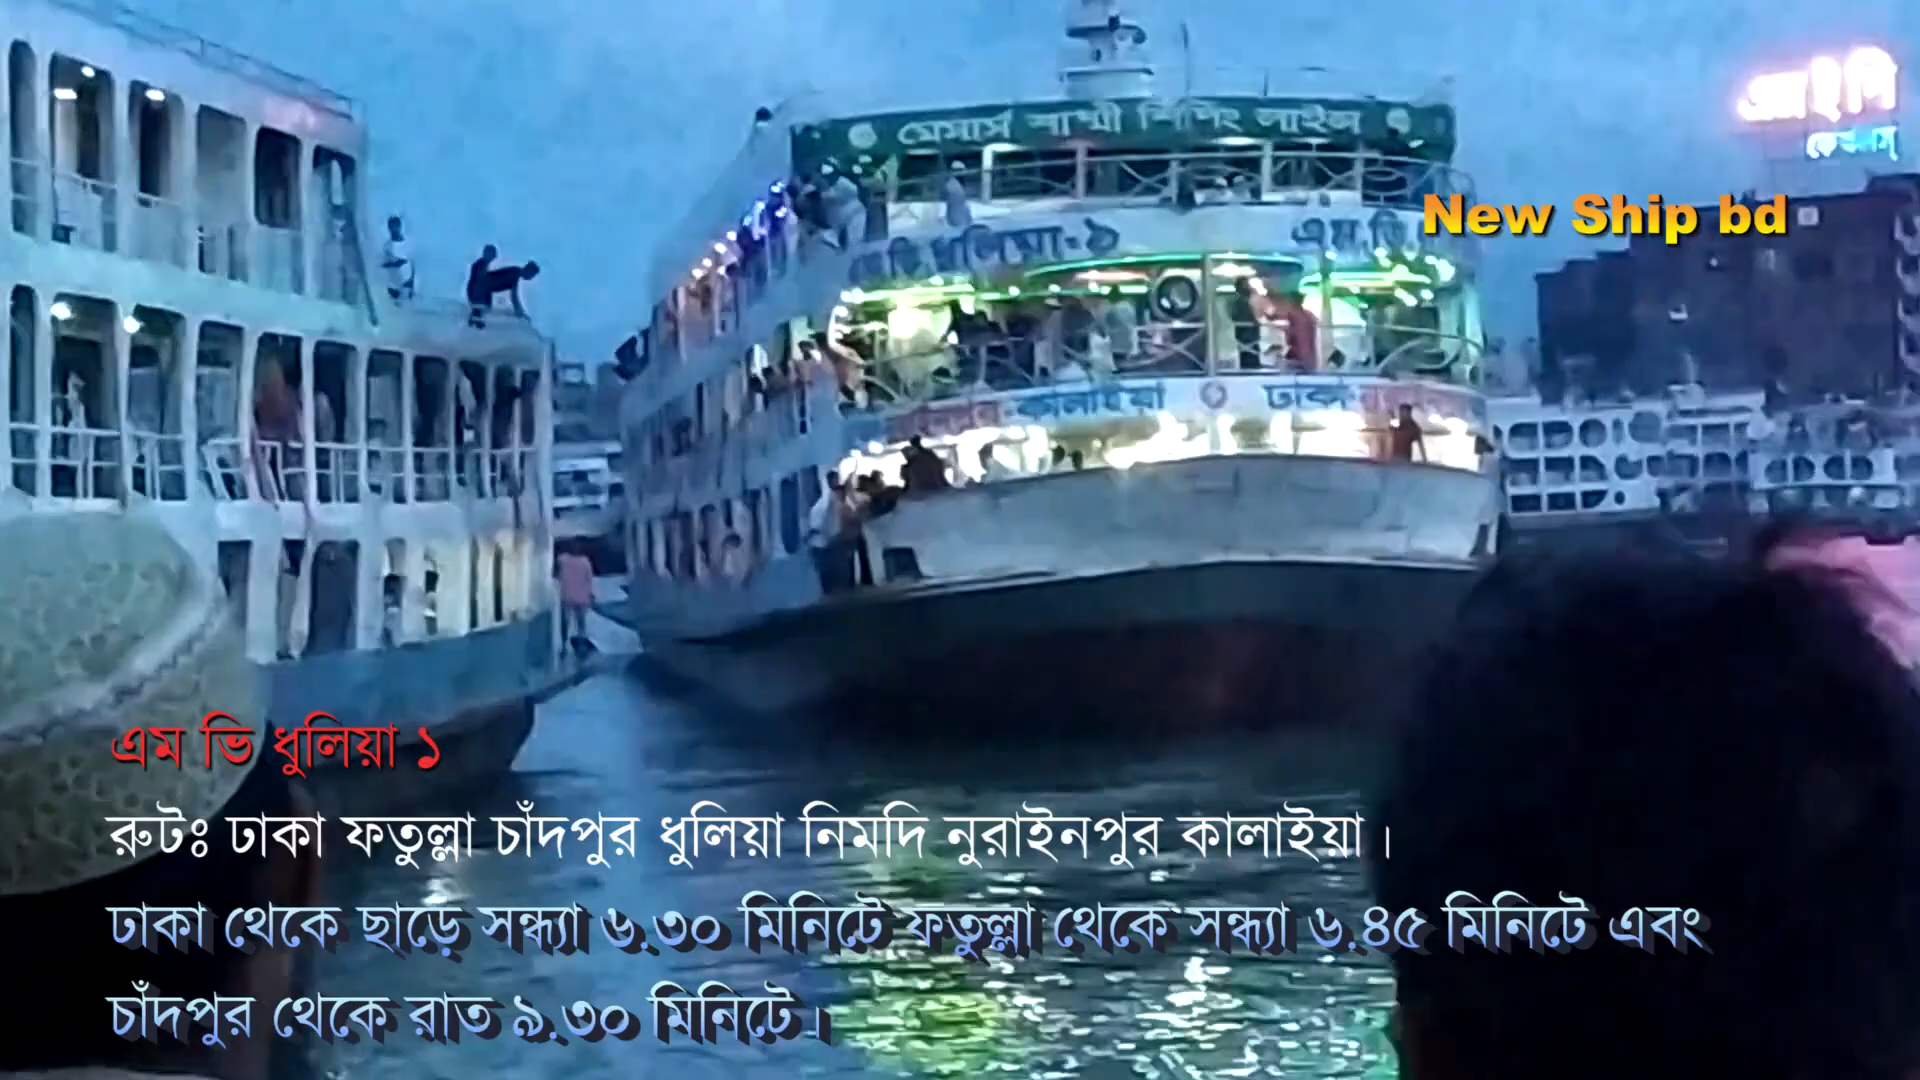 মেসার্স শাম্মী শিপিং লাইন্স
আইপি
New Ship bd
ধুলিয়া-১
এম.ভি.
কালাইয়া
ঢাকা
এম ভি ধুলিয়া ১
রুটঃ ঢাকা ফতুল্লা চাঁদপুর ধুলিয়া নিমদি নুরাইনপুর কালাইয়া।
ঢাকা থেকে ছাড়ে সন্ধ্যা ৬.৩০ মিনিটে ফতুল্লা থেকে সন্ধ্যা ৬.৪৫ মিনিটে এবং
চাঁদপুর থেকে রাত ৯.৩০ মিনিটে।